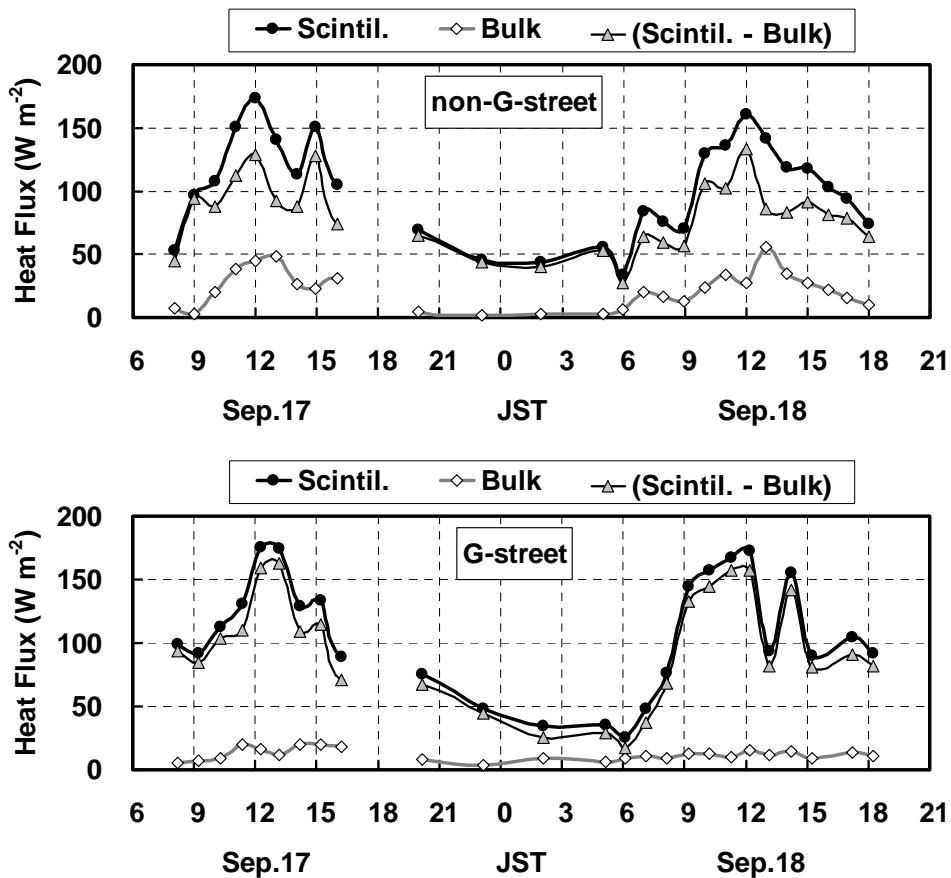 Scintil. Bulk (Scintil. - Bulk)
200
non-G-street
150
100
50
0
Heat Flux (W m-2)
6 9 12 15 18 21 0 3 6 9 12 15 18 21
Sep.17 JST Sep.18
Scintil. Bulk (Scintil. - Bulk)
200
G-street
150
100
50
0
Heat Flux (W m-2)
6 9 12 15 18 21 0 3 6 9 12 15 18 21
Sep.17 JST Sep.18